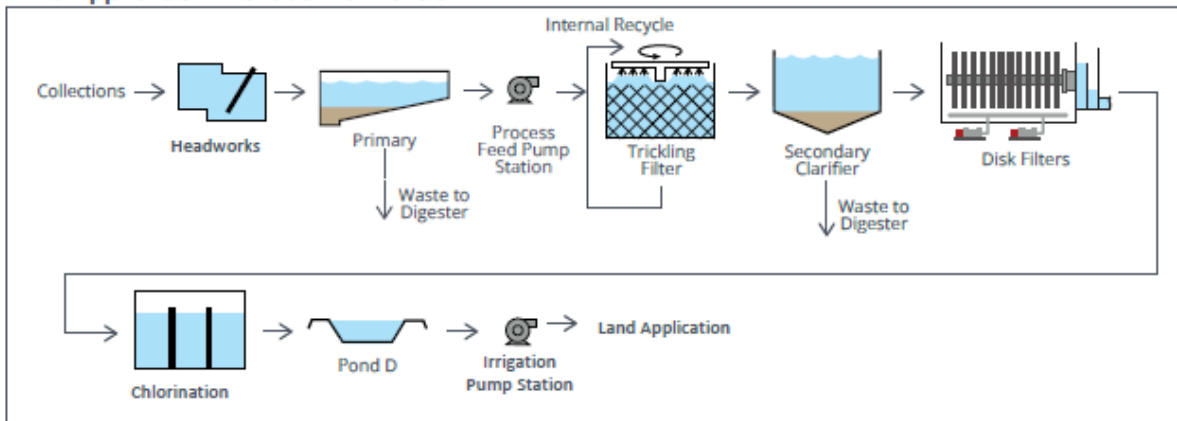 Internal Recycle
Collections
Headworks
Primary
Process
Feed Pump
Station
Trickling
Filter
Secondary
Clarifier
Disk Filters
Waste to
Digester
Waste to
Digester
Chlorination
Pond D
Irrigation
Pump Station
Land Application